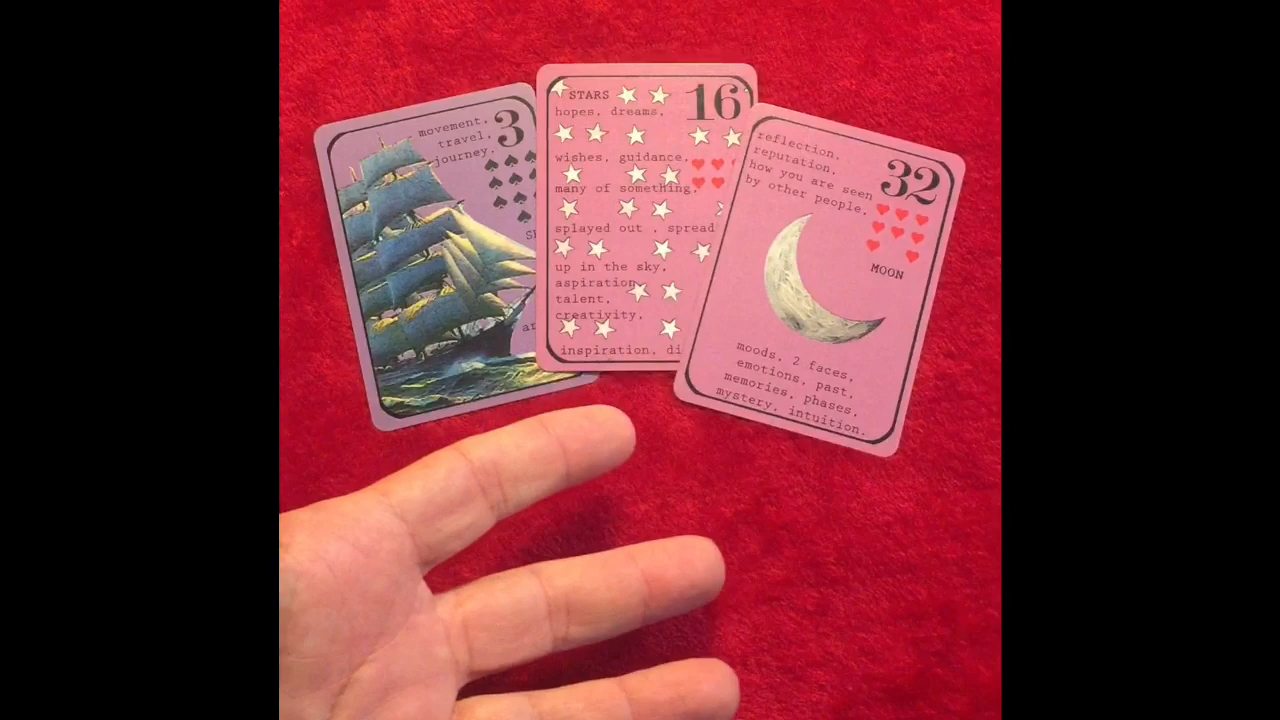 movement,
travel,
journey.
3
STARS
16
hopes, dreams,
wishes, guidance,
many of something,
splayed out , spread
up in the sky,
aspiration
talent,
creativity,
inspiration,
reflection.
reputation.
how you are seen
by other people.
32
MOON
moods, 2 faces,
emotions, past,
memories, phases,
mystery, intuition.